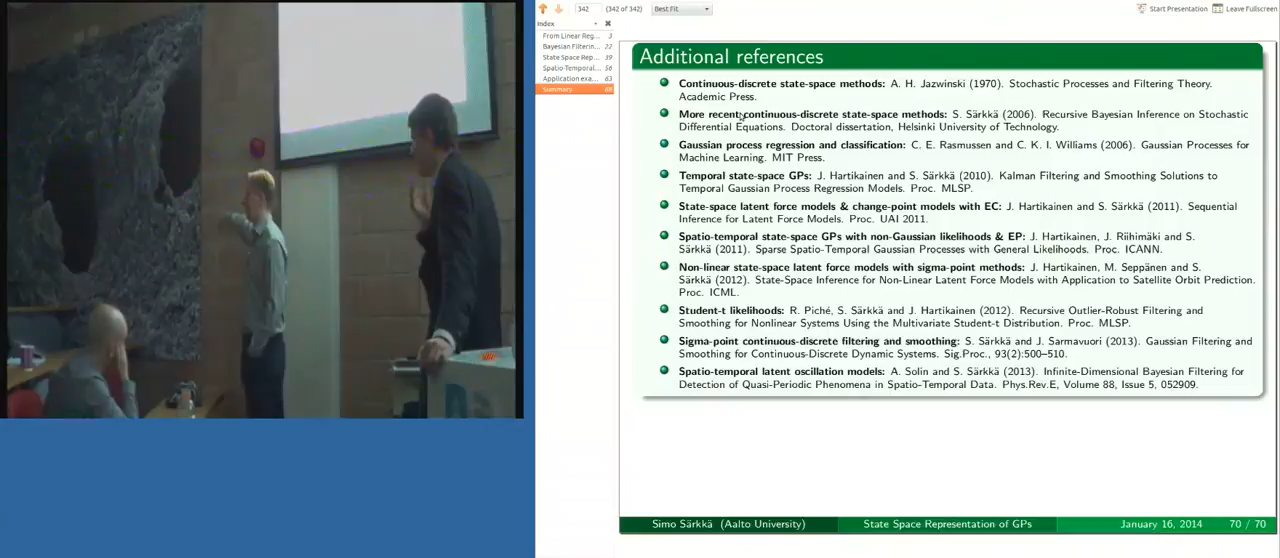 342
(342 of 342)
Best Fit
Start Presentation
Leave Fullscreen
Index
From Linear Reg... 3
Bayesian Filterin... 22
State Space Rep... 39
Spatio-Temporal... 56
Application exa... 63
Summary 68
Additional references
Continuous-discrete state-space methods: A. H. Jazwinski (1970). Stochastic Processes and Filtering Theory.
Academic Press.
More recent continuous-discrete state-space methods: S. Särkkä (2006). Recursive Bayesian Inference on Stochastic
Differential Equations. Doctoral dissertation, Helsinki University of Technology.
Gaussian process regression and classification: C. E. Rasmussen and C. K. I. Williams (2006). Gaussian Processes for
Machine Learning. MIT Press.
Temporal state-space GPs: J. Hartikainen and S. Särkkä (2010). Kalman Filtering and Smoothing Solutions to
Temporal Gaussian Process Regression Models. Proc. MLSP.
State-space latent force models & change-point models with EC: J. Hartikainen and S. Särkkä (2011). Sequential
Inference for Latent Force Models. Proc. UAI 2011.
Spatio-temporal state-space GPs with non-Gaussian likelihoods & EP: J. Hartikainen, J. Riihimäki and S.
Särkkä (2011). Sparse Spatio-Temporal Gaussian Processes with General Likelihoods. Proc. ICANN.
Non-linear state-space latent force models with sigma-point methods: J. Hartikainen, M. Seppänen and S.
Särkkä (2012). State-Space Inference for Non-Linear Latent Force Models with Application to Satellite Orbit Prediction.
Proc. ICML.
Student-t likelihoods: R. Piché, S. Särkkä and J. Hartikainen (2012). Recursive Outlier-Robust Filtering and
Smoothing for Nonlinear Systems Using the Multivariate Student-t Distribution. Proc. MLSP.
Sigma-point continuous-discrete filtering and smoothing: S. Särkkä and J. Sarmavuori (2013). Gaussian Filtering and
Smoothing for Continuous-Discrete Dynamic Systems. Sig.Proc., 93(2):500–510.
Spatio-temporal latent oscillation models: A. Solin and S. Särkkä (2013). Infinite-Dimensional Bayesian Filtering for
Detection of Quasi-Periodic Phenomena in Spatio-Temporal Data. Phys.Rev.E, Volume 88, Issue 5, 052909.
Simo Särkkä (Aalto University)
State Space Representation of GPs
January 16, 2014
70 / 70